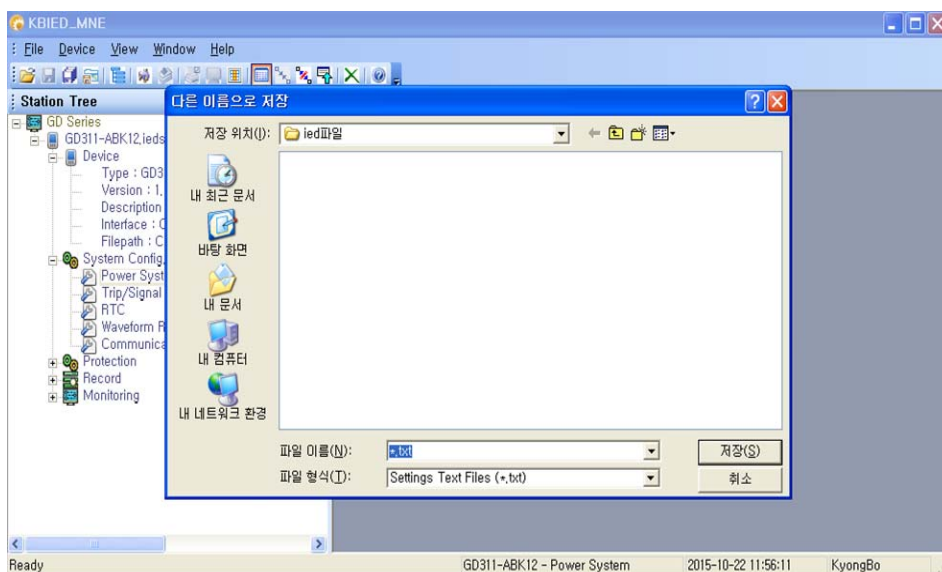 KBIED_MNE
File Device View Window Help
Station Tree
GD Series
GD311-ABK12.ieds
Device
Type : GD3
Version : 1.
Description
Interface : C
Filepath : C
System Config.
Power Syst
Trip/Signal
RTC
Waveform R
Communica
Protection
Record
Monitoring
다른 이름으로 저장
저장 위치(I): ied파일
내 최근 문서
바탕 화면
내 문서
내 컴퓨터
내 네트워크 환경
파일 이름(N): *.txt
저장(S)
파일 형식(T): Settings Text Files (*.txt)
취소
Ready
GD311-ABK12 - Power System
2015-10-22 11:56:11
KyongBo